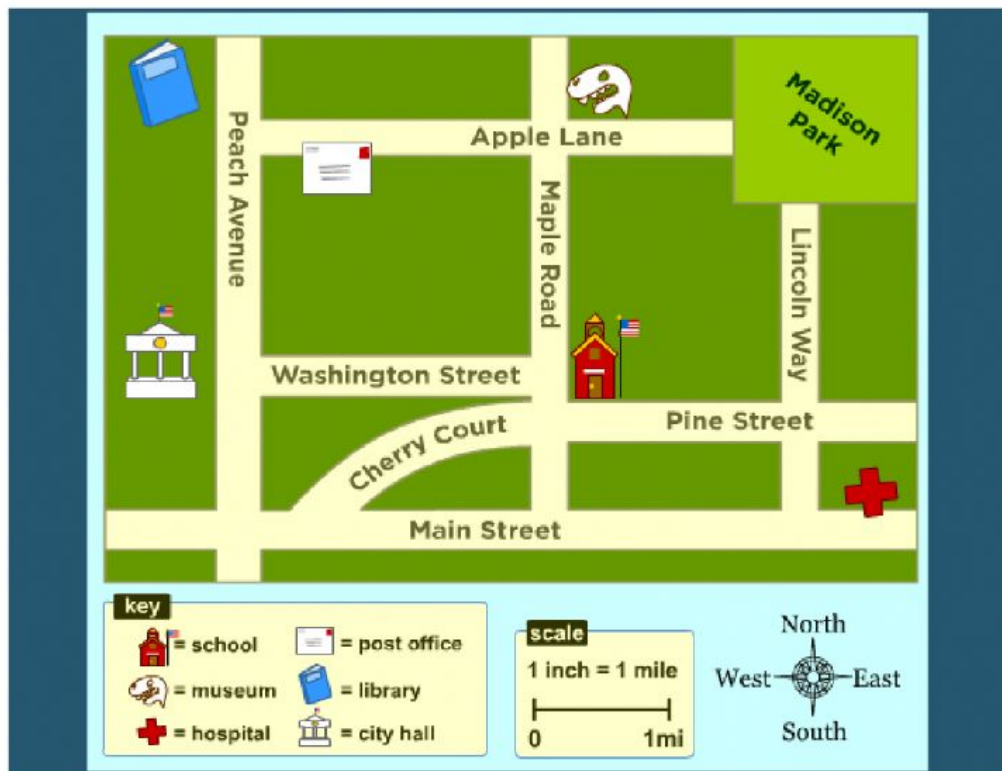 Madison
Park
Apple Lane
Peach Avenue
Maple Road
Lincoln Way
Washington Street
Cherry Court
Pine Street
Main Street
key
= school
= post office
= museum
= library
= hospital
= city hall
scale
1 inch = 1 mile
0 1mi
North
West East
South